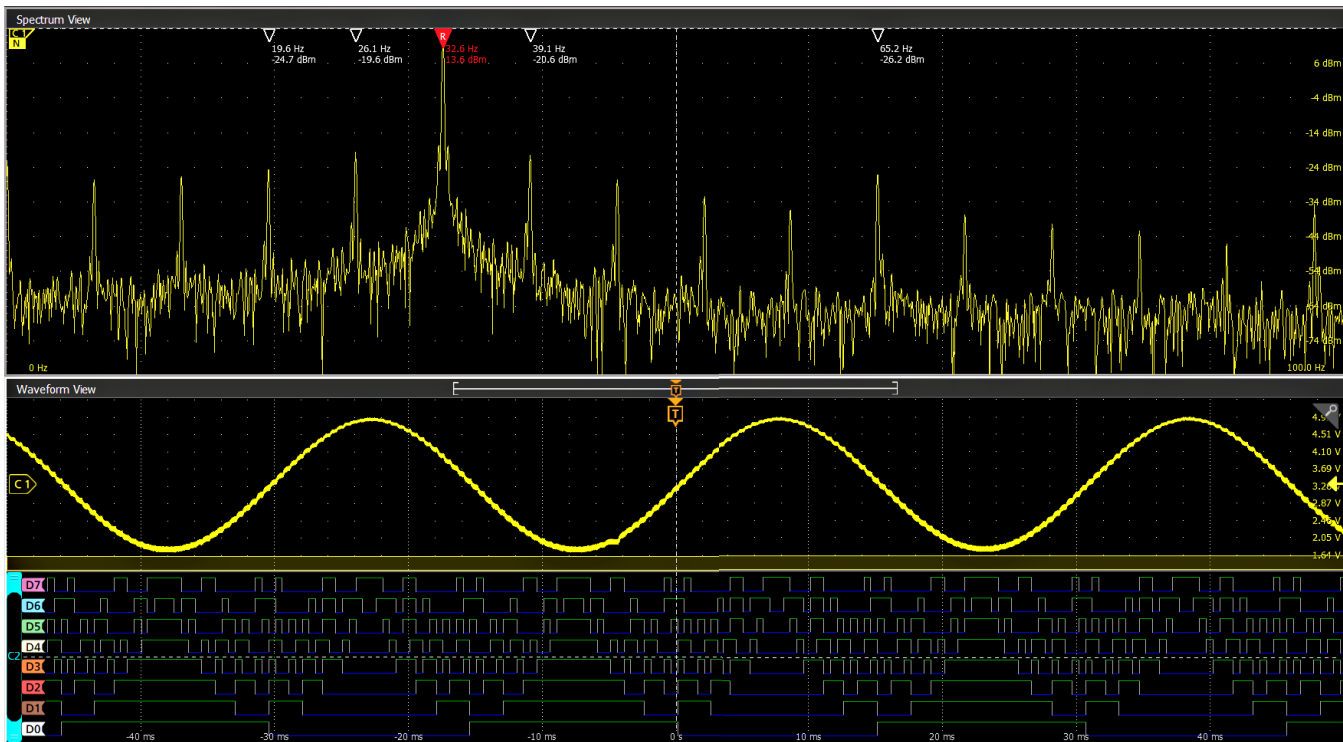 Spectrum View
C 1
N
R
19.6 Hz
-24.7 dBm
26.1 Hz
-19.6 dBm
32.6 Hz
13.6 dBm
39.1 Hz
-20.6 dBm
65.2 Hz
-26.2 dBm
6 dBm
-4 dBm
-14 dBm
-24 dBm
-34 dBm
-44 dBm
-54 dBm
-74 dBm
0 Hz
100.0 Hz
Waveform View
T
T
4.51 V
4.10 V
3.69 V
C 1
2.87 V
2.05 V
1.64 V
C2
D7
D6
D5
D4
D3
D2
D1
D0
-40 ms
-30 ms
-20 ms
-10 ms
0 s
10 ms
20 ms
30 ms
40 ms